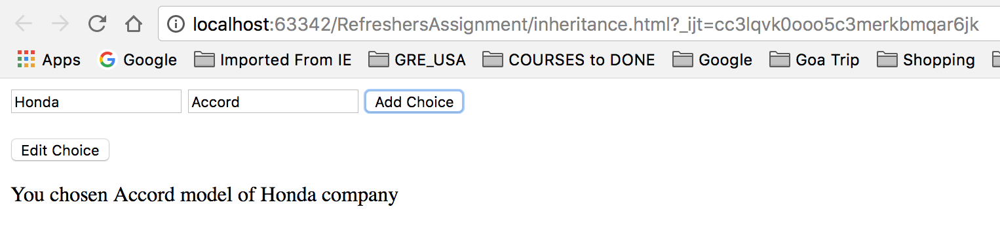 localhost:63342/RefreshersAssignment/inheritance.html?_ijt=cc3lqvk0ooo5c3merkbmqar6jk
Apps Google Imported From IE GRE_USA COURSES to DONE Google Goa Trip Shopping
Honda Accord Add Choice
Edit Choice
You chosen Accord model of Honda company